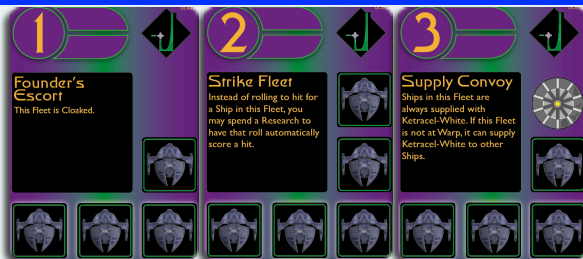 1
Founder's
Escort
This Fleet is Cloaked.
2
Strike Fleet
Instead of rolling to hit for
a Ship in this Fleet, you
may spend a Research to
have that roll automatically
score a hit.
3
Supply Convoy
Ships in this Fleet are
always supplied with
Ketracel-White. If this Fleet
is not at Warp, it can supply
Ketracel-White to other
Ships.